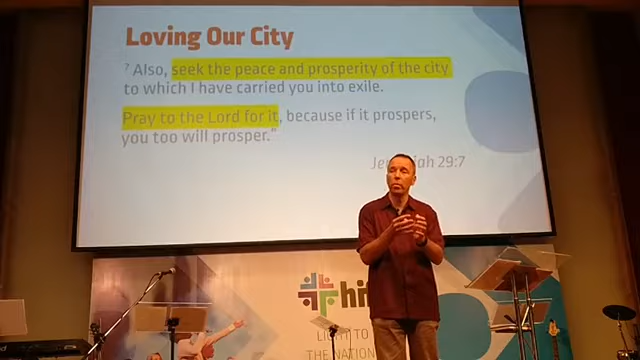 Loving Our City
⁷ Also, seek the peace and prosperity of the city
to which I have carried you into exile.
Pray to the Lord for it, because if it prospers,
you too will prosper."
29:7
LIGHT TO
THE NATION